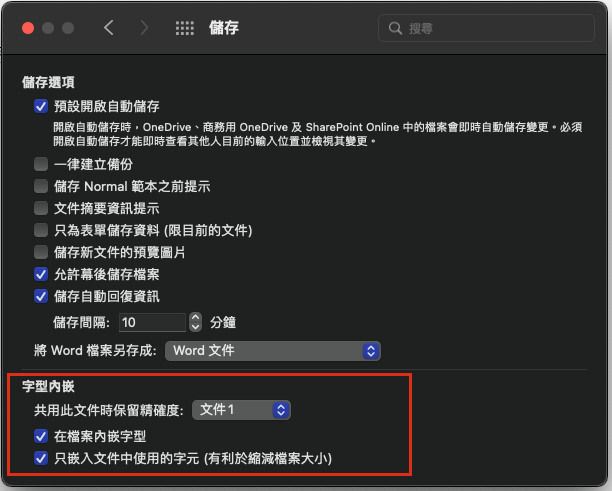 儲存
搜尋
儲存選項
預設開啟自動儲存
開啟自動儲存時，OneDrive、商務用 OneDrive 及 SharePoint Online 中的檔案會即時自動儲存變更。必須
開啟自動儲存才能即時查看其他人目前的輸入位置並檢視其變更。
一律建立備份
儲存 Normal 範本之前提示
文件摘要資訊提示
只為表單儲存資料 (限目前的文件)
儲存新文件的預覽圖片
允許幕後儲存檔案
儲存自動回復資訊
儲存間隔: 10 分鐘
將 Word 檔案另存成: Word 文件
字型內嵌
共用此文件時保留精確度: 文件1
在檔案內嵌字型
只嵌入文件中使用的字元 (有利於縮減檔案大小)